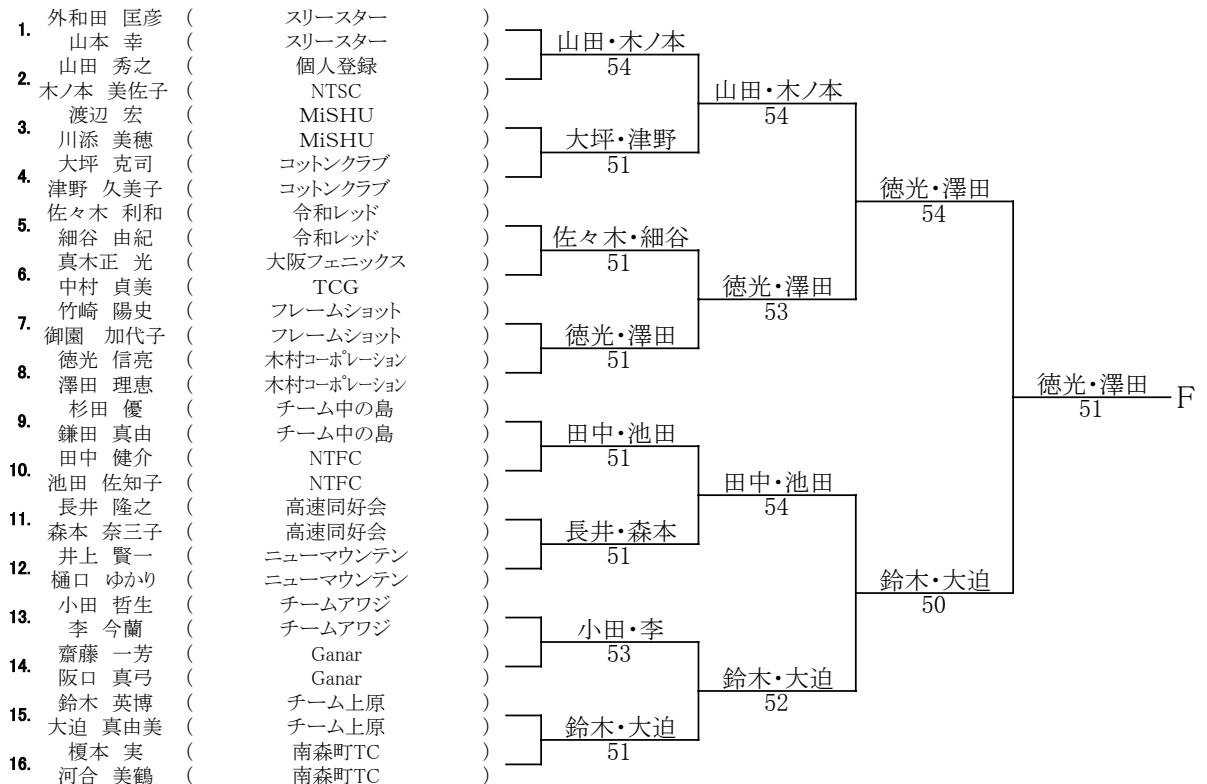 外和田 匡彦 ( スリースター )
1.
山本 幸 ( スリースター )
山田・木ノ本
山田 秀之 ( 個人登録 )
54
2.
木ノ本 美佐子 ( NTSC )
山田・木ノ本
渡辺 宏 ( MiSHU )
54
3.
川添 美穂 ( MiSHU )
大坪・津野
大坪 克司 ( コットンクラブ )
51
4.
津野 久美子 ( コットンクラブ )
徳光・澤田
佐々木 利和 ( 令和レッド )
54
5.
細谷 由紀 ( 令和レッド )
佐々木・細谷
真木正 光 ( 大阪フェニックス )
51
6.
中村 貞美 ( TCG )
徳光・澤田
竹崎 陽史 ( フレームショット )
53
7.
御園 加代子 ( フレームショット )
徳光・澤田
徳光 信亮 ( 木村コーポレーション )
51
8.
澤田 理恵 ( 木村コーポレーション )
徳光・澤田
F
杉田 優 ( チーム中の島 )
51
9.
鎌田 真由 ( チーム中の島 )
田中・池田
田中 健介 ( NTFC )
51
10.
池田 佐知子 ( NTFC )
田中・池田
長井 隆之 ( 高速同好会 )
54
11.
森本 奈三子 ( 高速同好会 )
長井・森本
井上 賢一 ( ニューマウンテン )
51
12.
樋口 ゆかり ( ニューマウンテン )
鈴木・大迫
小田 哲生 ( チームアワジ )
50
13.
李 今蘭 ( チームアワジ )
小田・李
齋藤 一芳 ( Ganar )
53
14.
阪口 真弓 ( Ganar )
鈴木・大迫
鈴木 英博 ( チーム上原 )
52
15.
大迫 真由美 ( チーム上原 )
鈴木・大迫
榎本 実 ( 南森町TC )
51
16.
河合 美鶴 ( 南森町TC )